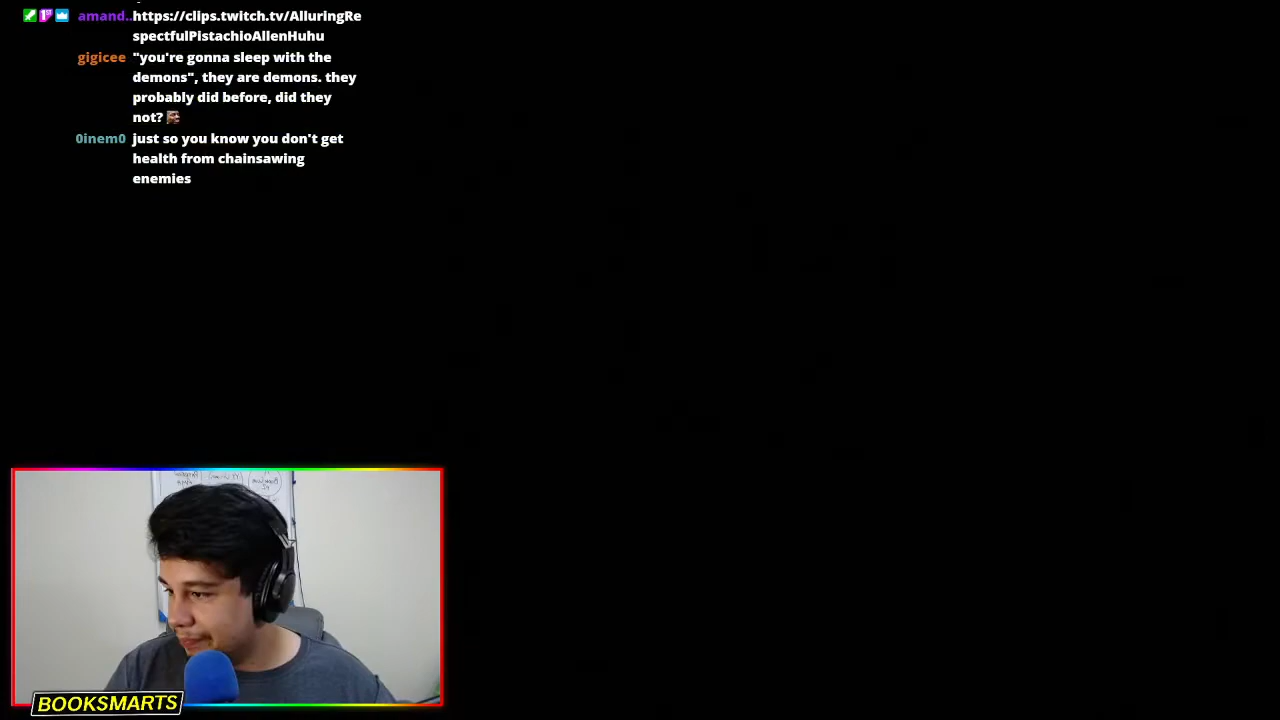 amand..https://clips.twitch.tv/AlluringRe
spectfulPistachioAllenHuhu
gigicee "you're gonna sleep with the
demons", they are demons. they
probably did before, did they
not?
0inem0 just so you know you don't get
health from chainsawing
enemies
BOOKSMARTS